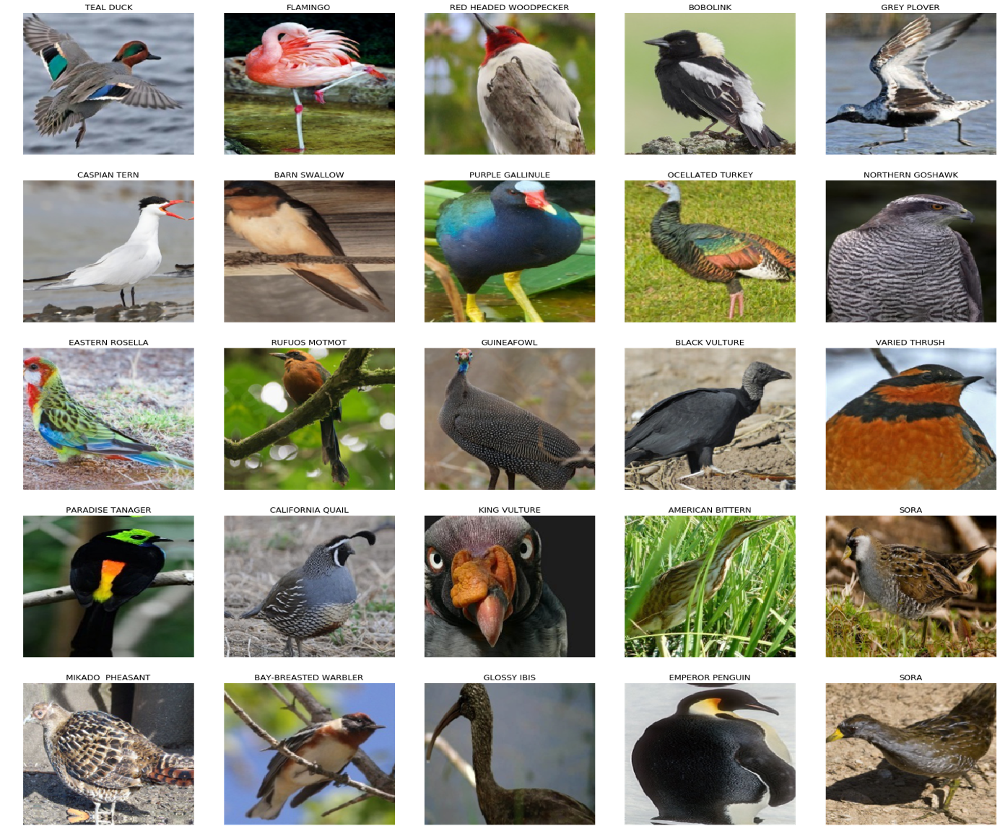 TEAL DUCK
FLAMINGO
RED HEADED WOODPECKER
BOBOLINK
GREY PLOVER
CASPIAN TERN
BARN SWALLOW
PURPLE GALLINULE
OCELLATED TURKEY
NORTHERN GOSHAWK
EASTERN ROSELLA
RUFUOS MOTMOT
GUINEAFOWL
BLACK VULTURE
VARIED THRUSH
PARADISE TANAGER
CALIFORNIA QUAIL
KING VULTURE
AMERICAN BITTERN
SORA
MIKADO  PHEASANT
BAY-BREASTED WARBLER
GLOSSY IBIS
EMPEROR PENGUIN
SORA